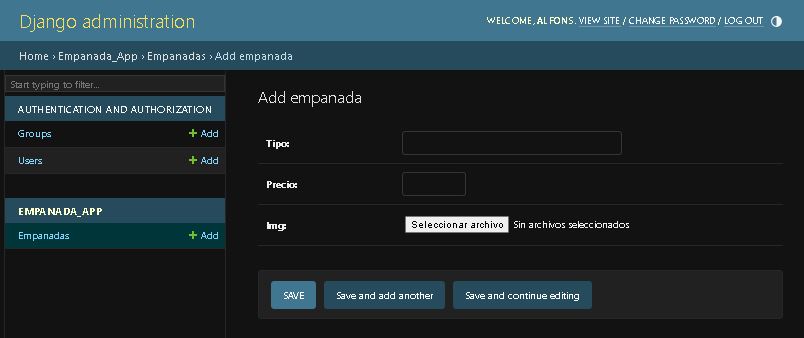 Django administration
WELCOME, ALFONS. VIEW SITE / CHANGE PASSWORD / LOG OUT
Home › Empanada_App › Empanadas › Add empanada
Start typing to filter...
AUTHENTICATION AND AUTHORIZATION
Groups + Add
Users + Add
EMPANADA_APP
Empanadas + Add
Add empanada
Tipo:
Precio:
Img: Seleccionar archivo Sin archivos seleccionados
SAVE Save and add another Save and continue editing